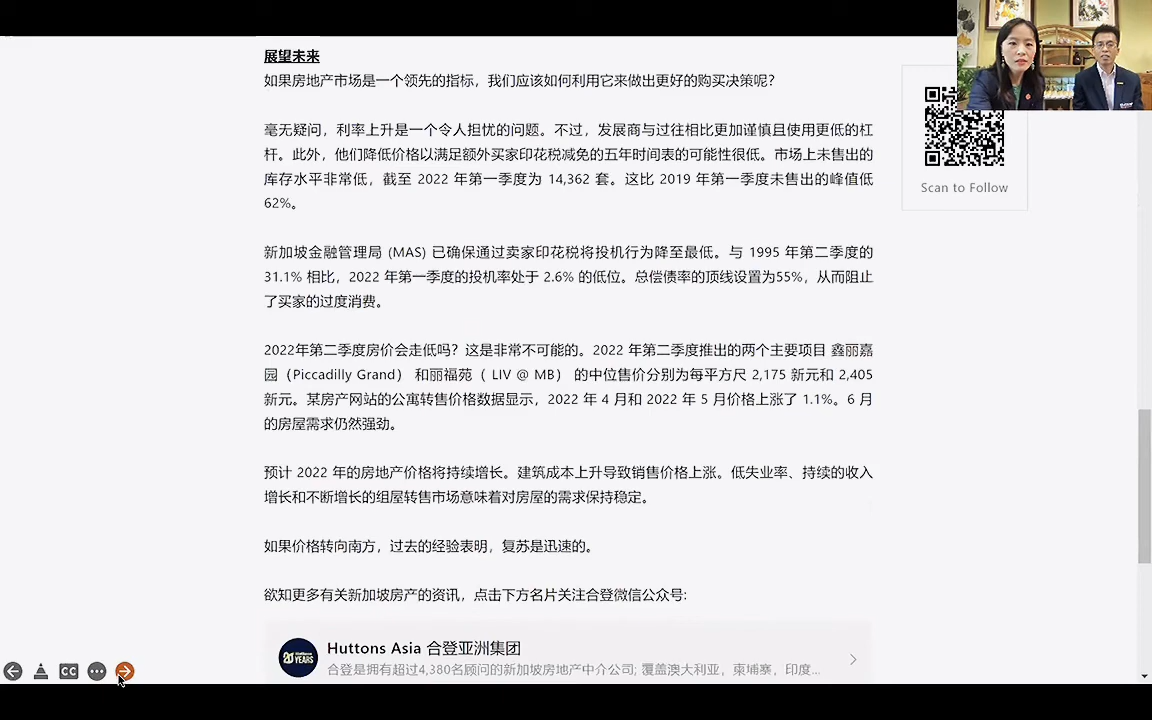 展望未来
如果房地产市场是一个领先的指标，我们应该如何利用它来做出更好的购买决策呢？
毫无疑问，利率上升是一个令人担忧的问题。不过，发展商与过往相比更加谨慎且使用更低的杠
杆。此外，他们降低价格以满足额外买家印花税减免的五年时间表的可能性很低。市场上未售出的
库存水平非常低，截至 2022 年第一季度为 14,362 套。这比 2019 年第一季度未售出的峰值低
62%。
新加坡金融管理局 (MAS) 已确保通过卖家印花税将投机行为降至最低。与 1995 年第二季度的
31.1% 相比，2022 年第一季度的投机率处于 2.6% 的低位。总偿债率的顶线设置为55%，从而阻止
了买家的过度消费。
2022年第二季度房价会走低吗？这是非常不可能的。2022 年第二季度推出的两个主要项目 鑫丽嘉
园（Piccadilly Grand） 和丽福苑（ LIV @ MB） 的中位售价分别为每平方尺 2,175 新元和 2,405
新元。某房产网站的公寓转售价格数据显示，2022 年 4 月和 2022 年 5 月价格上涨了 1.1%。6 月
的房屋需求仍然强劲。
预计 2022 年的房地产价格将持续增长。建筑成本上升导致销售价格上涨。低失业率、持续的收入
增长和不断增长的组屋转售市场意味着对房屋的需求保持稳定。
如果价格转向南方，过去的经验表明，复苏是迅速的。
欲知更多有关新加坡房产的资讯，点击下方名片关注合登微信公众号:
Huttons Asia 合登亚洲集团
合登是拥有超过4,380名顾问的新加坡房地产中介公司; 覆盖澳大利亚，柬埔寨，印度...
Scan to Follow
20 YEARS
CC